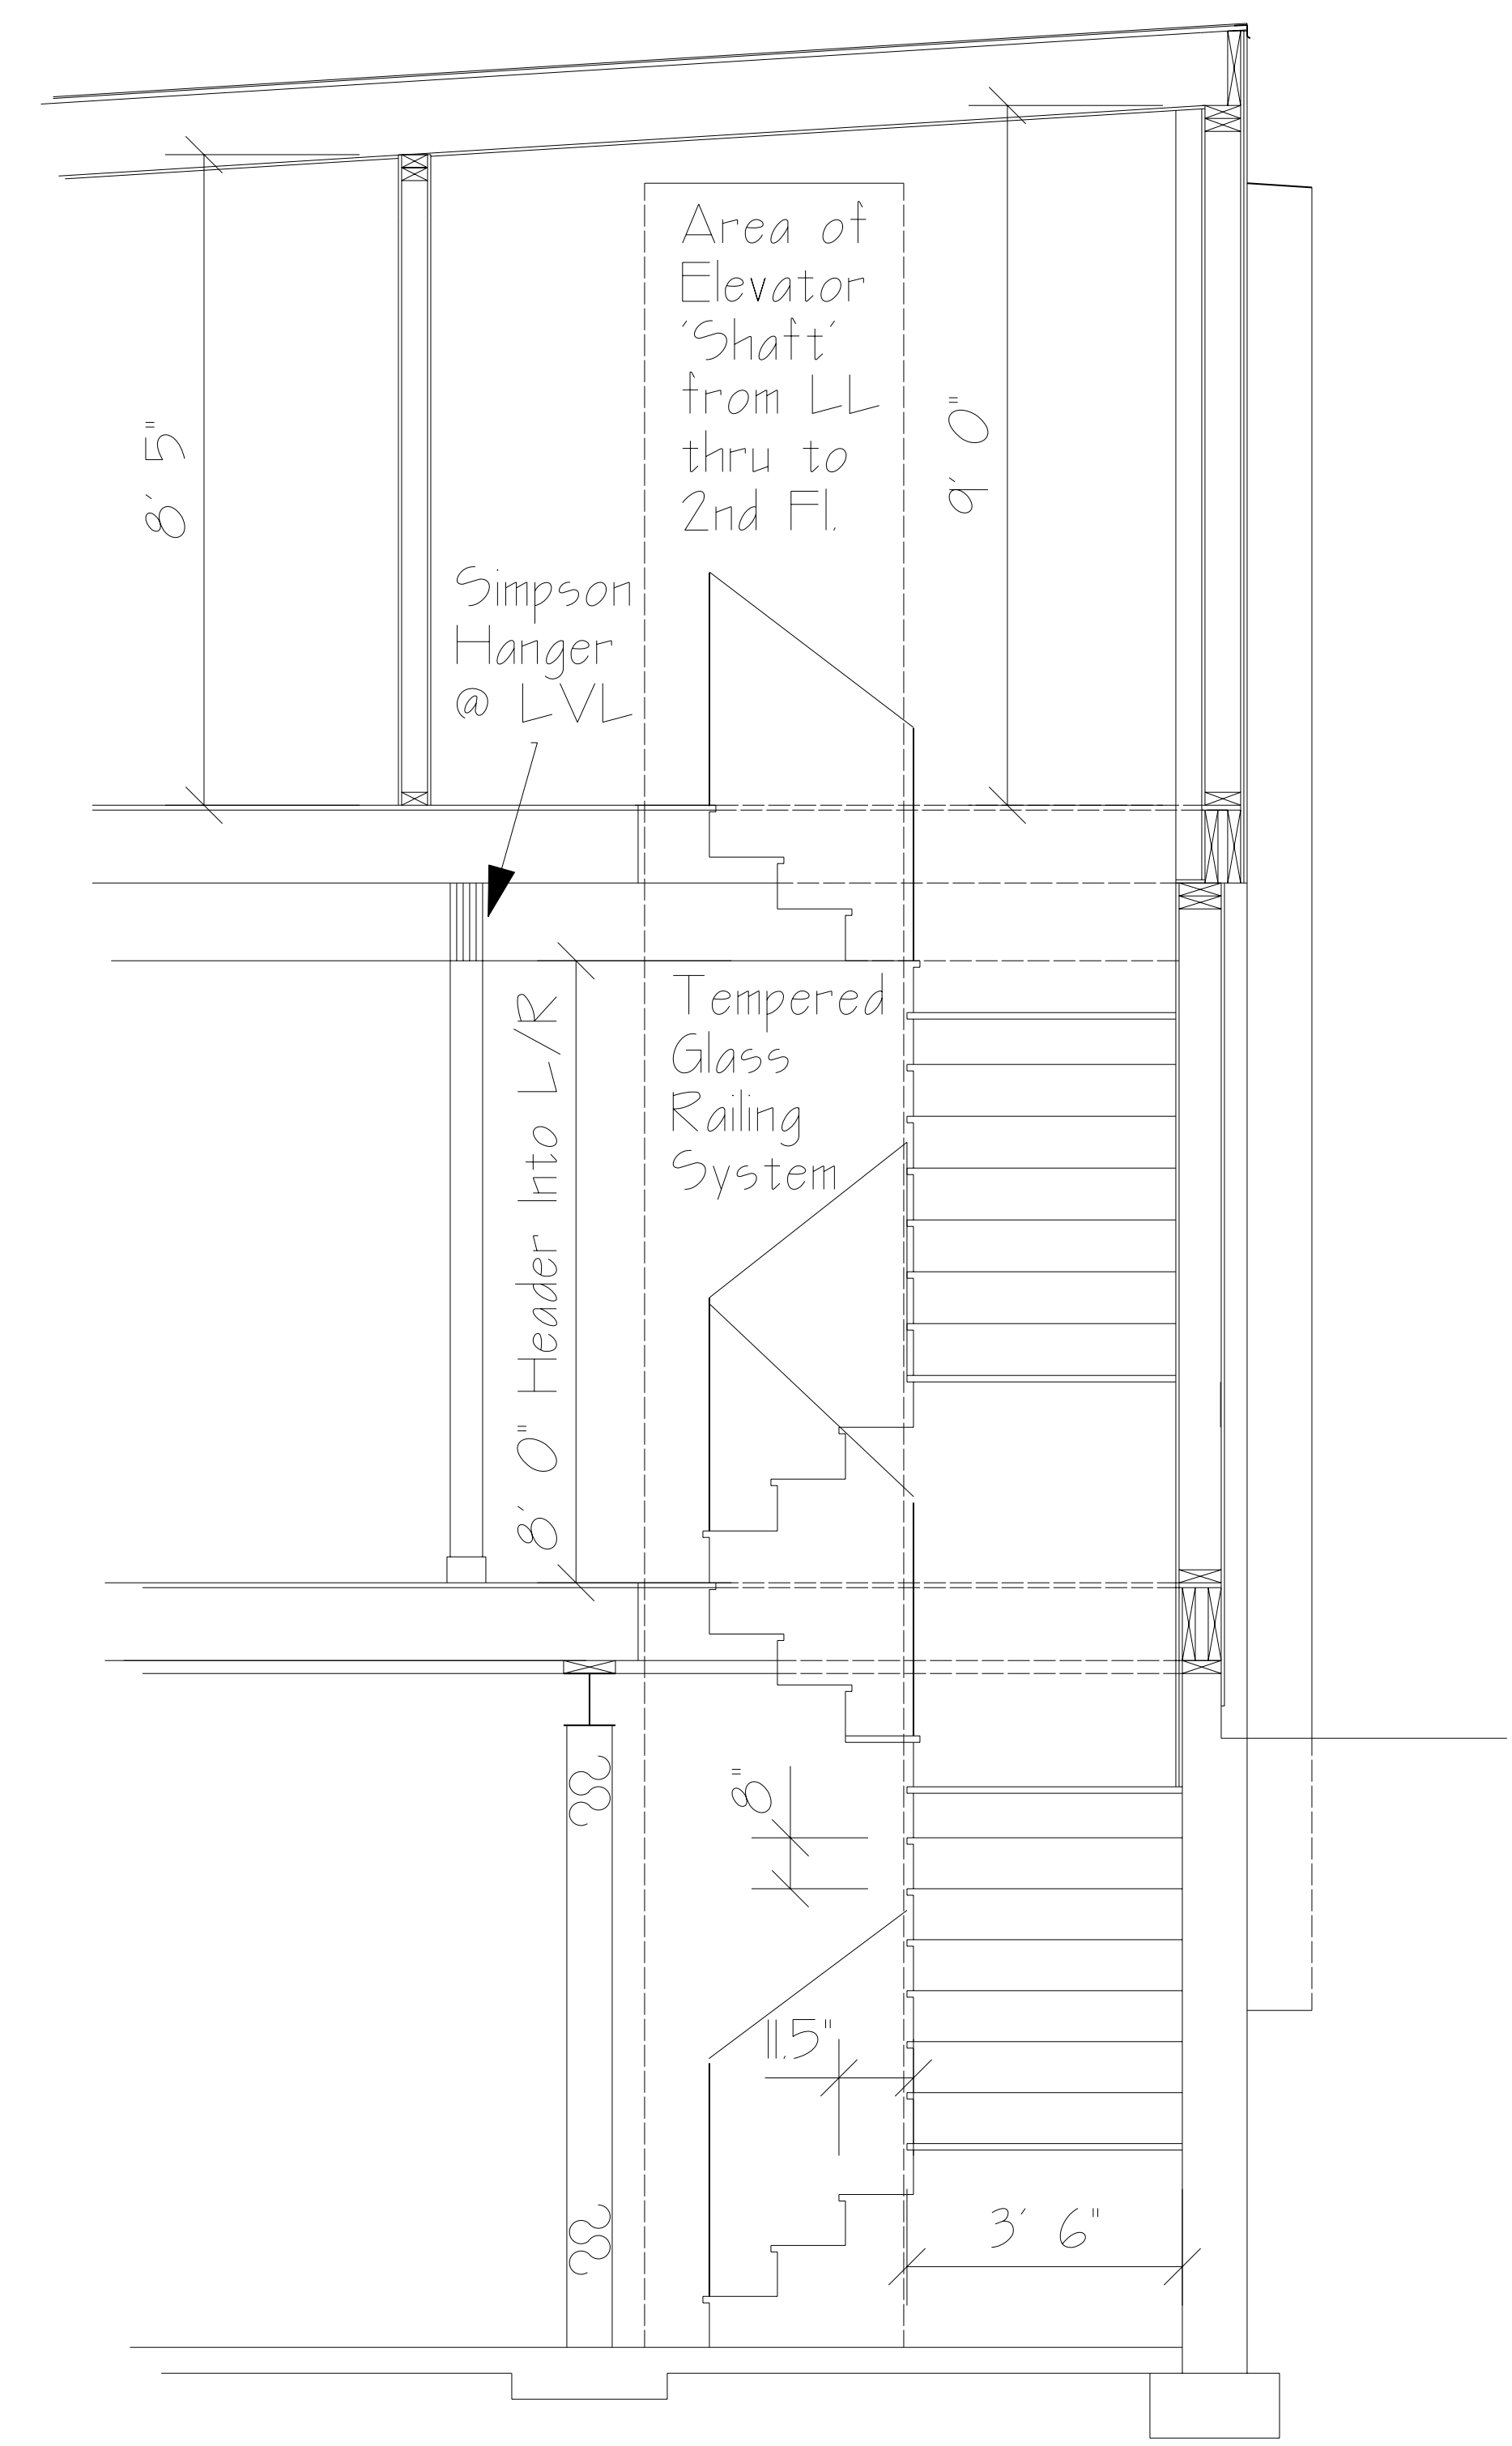 Area of
Elevator
'Shaft'
from LL
thru to
2nd Fl.
8' 5"
9' 0"
Simpson
Hanger
@ LVL
Tempered
Glass
Railing
System
8' 0" Header Into L/R
8"
11.5"
3' 6"